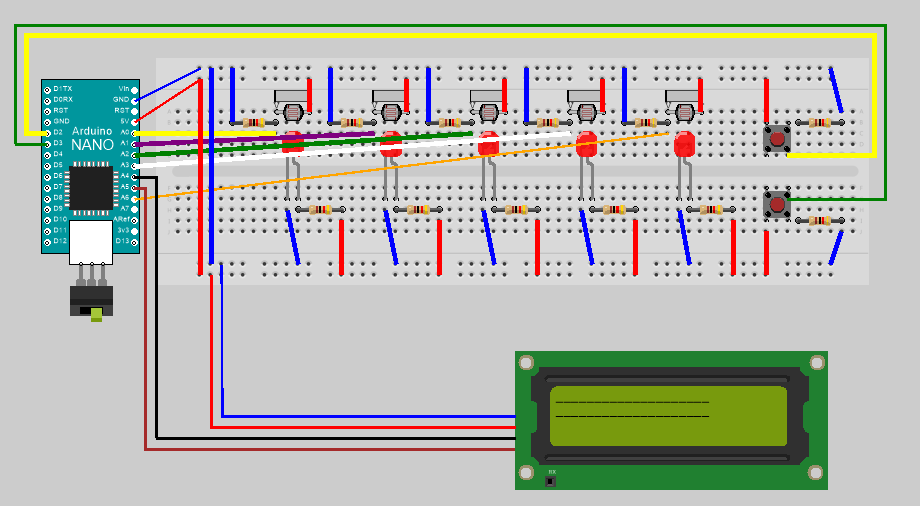 D1TX Vin
D0RX GND
RST RST
GND 5V
D2 Arduino A0
D3 NANO A1
D4 A2
D5 A3
D6 A4
D7 A5
D8 A6
D9 A7
D10 ARef
D11 3v3
D12 D13
RX